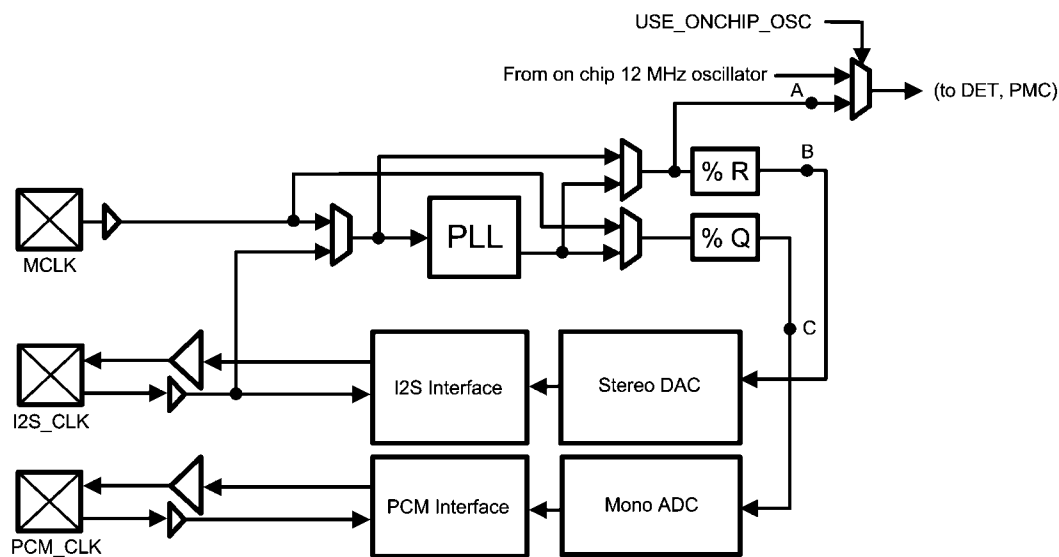 USE_ONCHIP_OSC
From on chip 12 MHz oscillator
(to DET, PMC)
A
B
% R
MCLK
PLL
% Q
C
I2S_CLK
I2S Interface
Stereo DAC
PCM_CLK
PCM Interface
Mono ADC